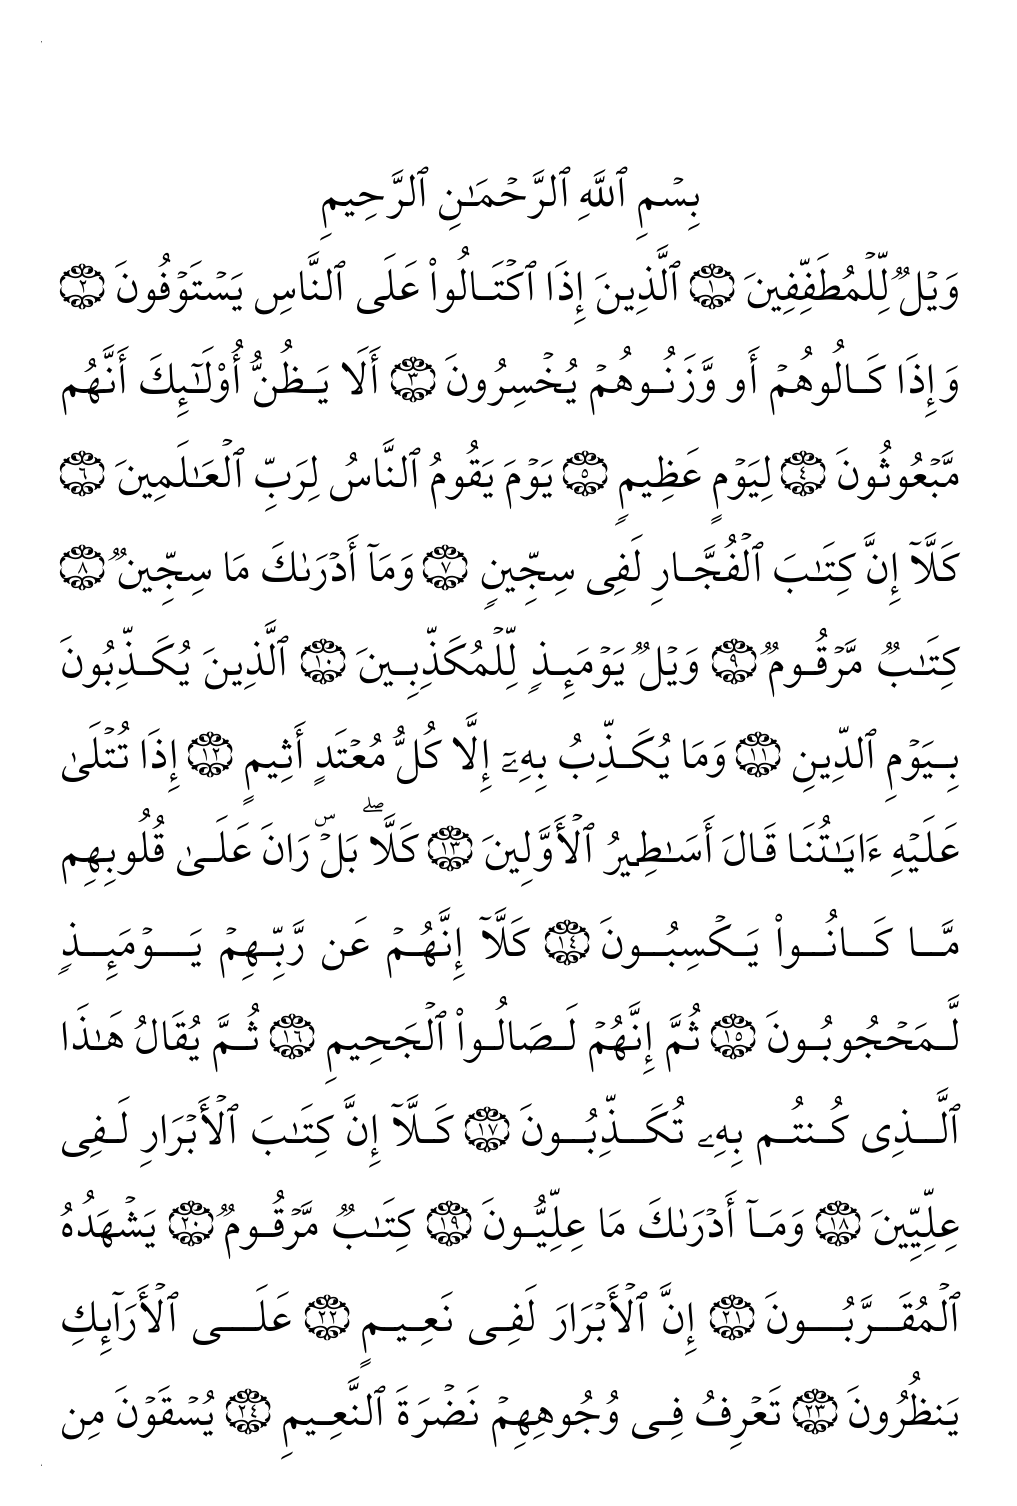 بِسۡمِ ٱللَّهِ ٱلرَّحۡمَـٰنِ ٱلرَّحِيمِ
وَيۡلٞ لِّلۡمُطَفِّفِينَ ١ ٱلَّذِينَ إِذَا ٱكۡتَالُواْ عَلَى ٱلنَّاسِ يَسۡتَوۡفُونَ ٢
وَإِذَا كَالُوهُمۡ أَو وَّزَنُوهُمۡ يُخۡسِرُونَ ٣ أَلَا يَظُنُّ أُوْلَـٰٓئِكَ أَنَّهُم
مَّبۡعُوثُونَ ٤ لِيَوۡمٍ عَظِيمٖ ٥ يَوۡمَ يَقُومُ ٱلنَّاسُ لِرَبِّ ٱلۡعَـٰلَمِينَ ٦
كَلَّآ إِنَّ كِتَـٰبَ ٱلۡفُجَّارِ لَفِى سِجِّينٖ ٧ وَمَآ أَدۡرَىٰكَ مَا سِجِّينٞ ٨
كِتَـٰبٞ مَّرۡقُومٞ ٩ وَيۡلٞ يَوۡمَئِذٖ لِّلۡمُكَذِّبِينَ ١٠ ٱلَّذِينَ يُكَذِّبُونَ
بِيَوۡمِ ٱلدِّينِ ١١ وَمَا يُكَذِّبُ بِهِۦٓ إِلَّا كُلُّ مُعۡتَدٍ أَثِيمٍ ١٢ إِذَا تُتۡلَىٰ
عَلَيۡهِ ءَايَـٰتُنَا قَالَ أَسَـٰطِيرُ ٱلۡأَوَّلِينَ ١٣ كَلَّاۖ بَلۡۜ رَانَ عَلَىٰ قُلُوبِهِم
مَّا كَانُواْ يَكۡسِبُونَ ١٤ كَلَّآ إِنَّهُمۡ عَن رَّبِّهِمۡ يَوۡمَئِذٖ
لَّمَحۡجُوبُونَ ١٥ ثُمَّ إِنَّهُمۡ لَصَالُواْ ٱلۡجَحِيمِ ١٦ ثُمَّ يُقَالُ هَـٰذَا
ٱلَّذِى كُنتُم بِهِۦ تُكَذِّبُونَ ١٧ كَلَّآ إِنَّ كِتَـٰبَ ٱلۡأَبۡرَارِ لَفِى
عِلِّيِّينَ ١٨ وَمَآ أَدۡرَىٰكَ مَا عِلِّيُّونَ ١٩ كِتَـٰبٞ مَّرۡقُومٞ ٢٠ يَشۡهَدُهُ
ٱلۡمُقَرَّبُونَ ٢١ إِنَّ ٱلۡأَبۡرَارَ لَفِى نَعِيمٍ ٢٢ عَلَى ٱلۡأَرَآئِكِ
يَنظُرُونَ ٢٣ تَعۡرِفُ فِى وُجُوهِهِمۡ نَضۡرَةَ ٱلنَّعِيمِ ٢٤ يُسۡقَوۡنَ مِن